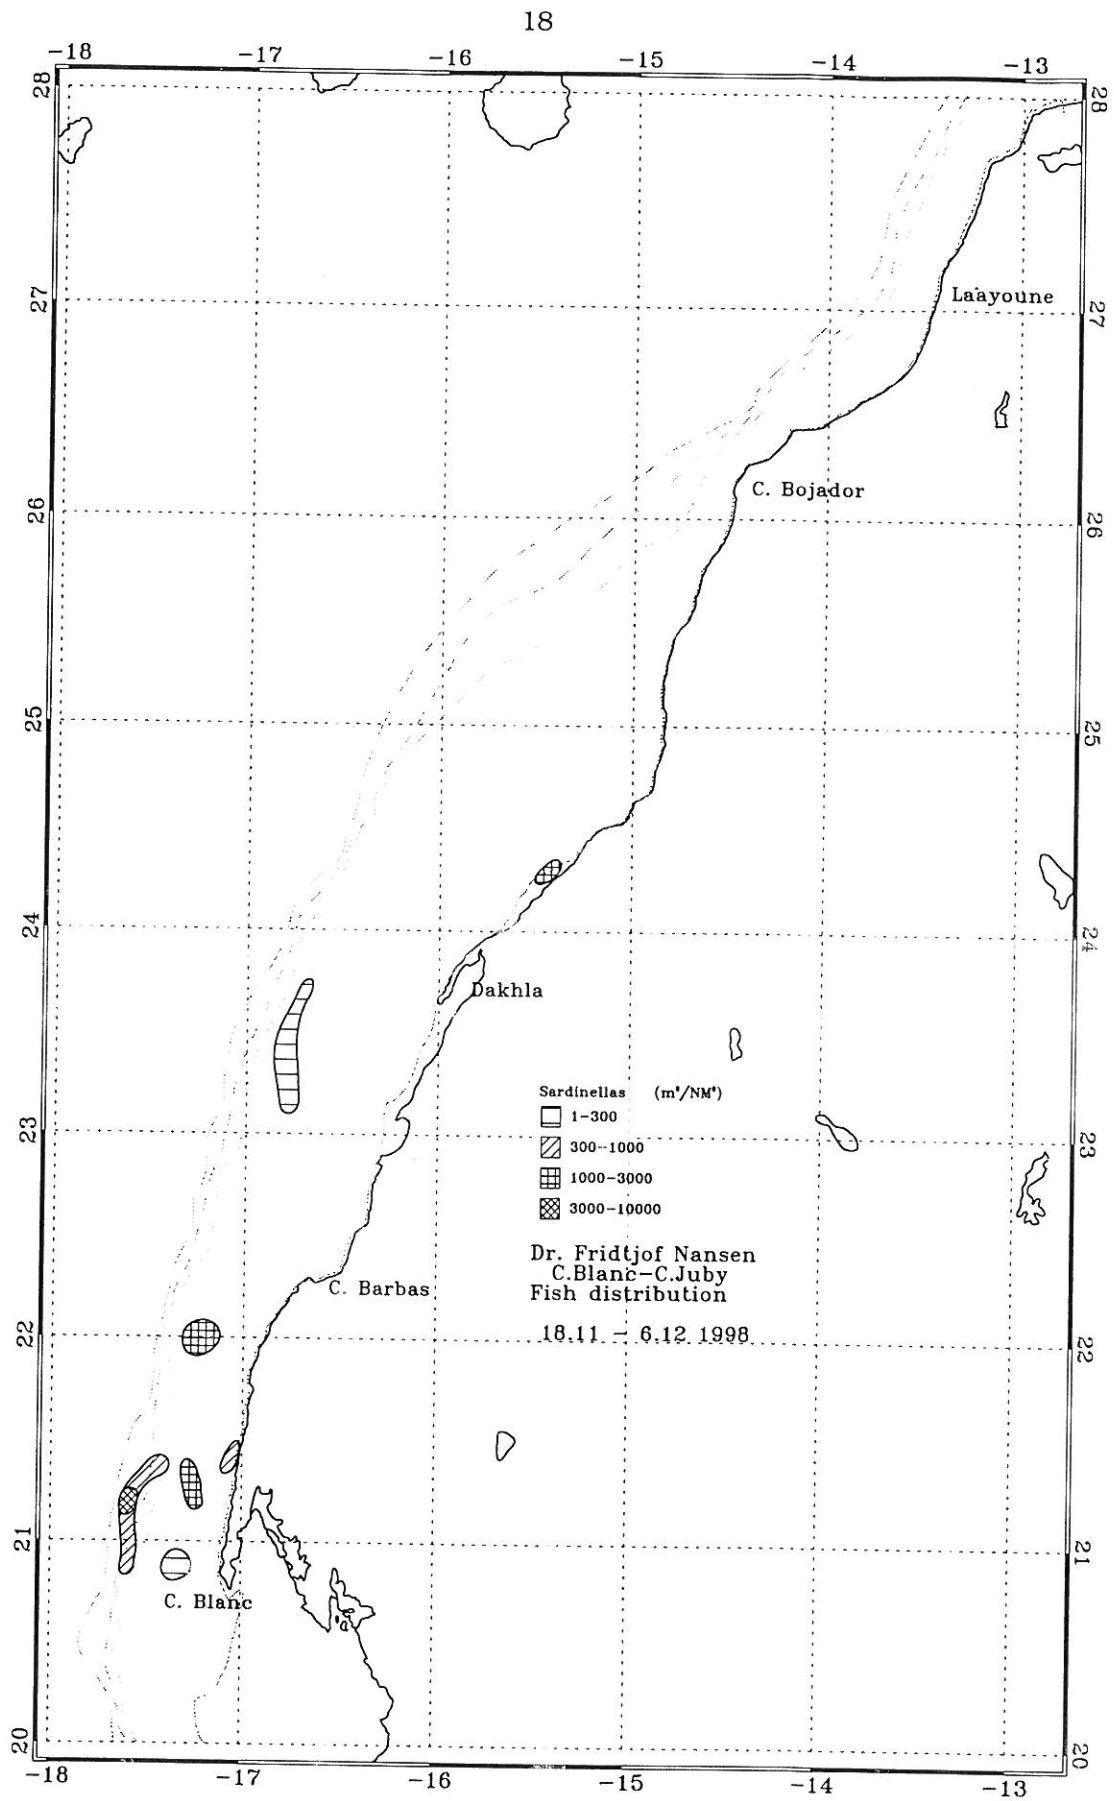 18
-18 -17 -16 -15 -14 -13
28 28
27 27
Laayoune
C. Bojador
26 26
25 25
24 24
Dakhla
Sardinellas (m²/NM²)
1-300
23 300-1000 23
1000-3000
3000-10000
Dr. Fridtjof Nansen
C.Blanc-C.Juby
C. Barbas
Fish distribution
22 18.11 - 6.12 1998 22
21 21
C. Blanc
20 20
-18 -17 -16 -15 -14 -13